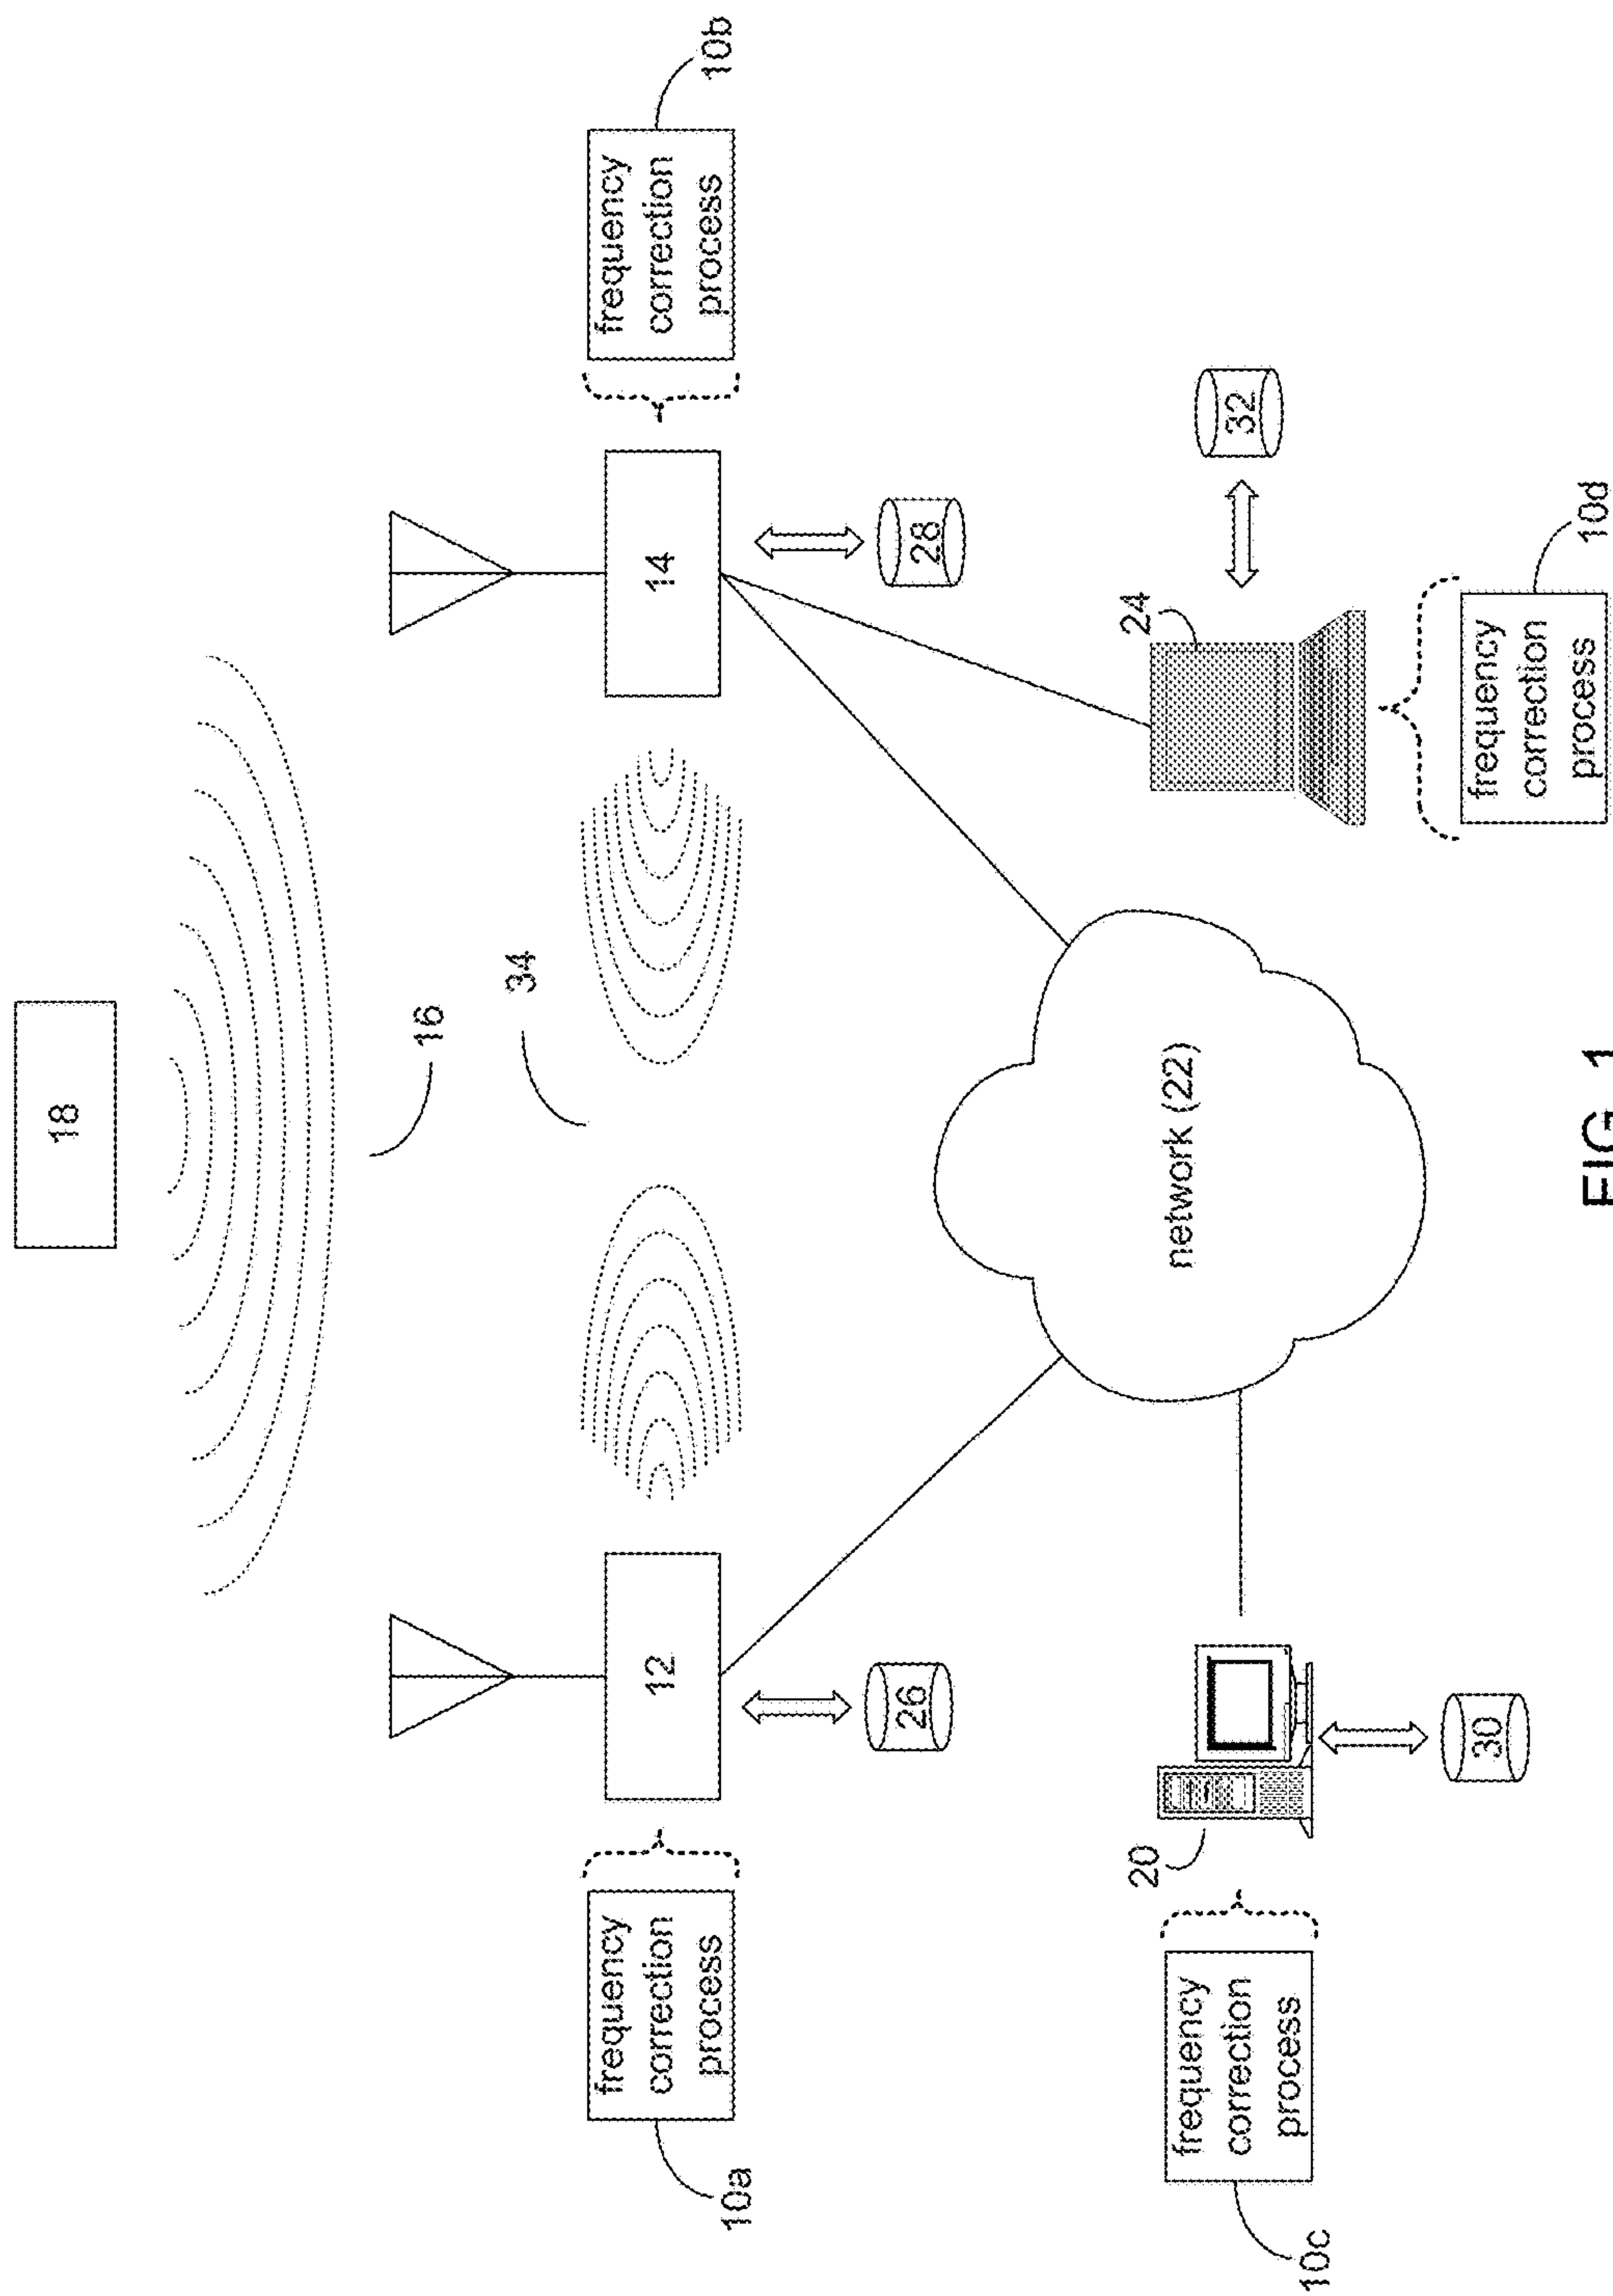 18
16
34
12
14
frequency
correction
process
10a
frequency
correction
process
10b
26
28
network (22)
20
24
frequency
correction
process
10c
30
32
frequency
correction
process
10d
FIG. 1